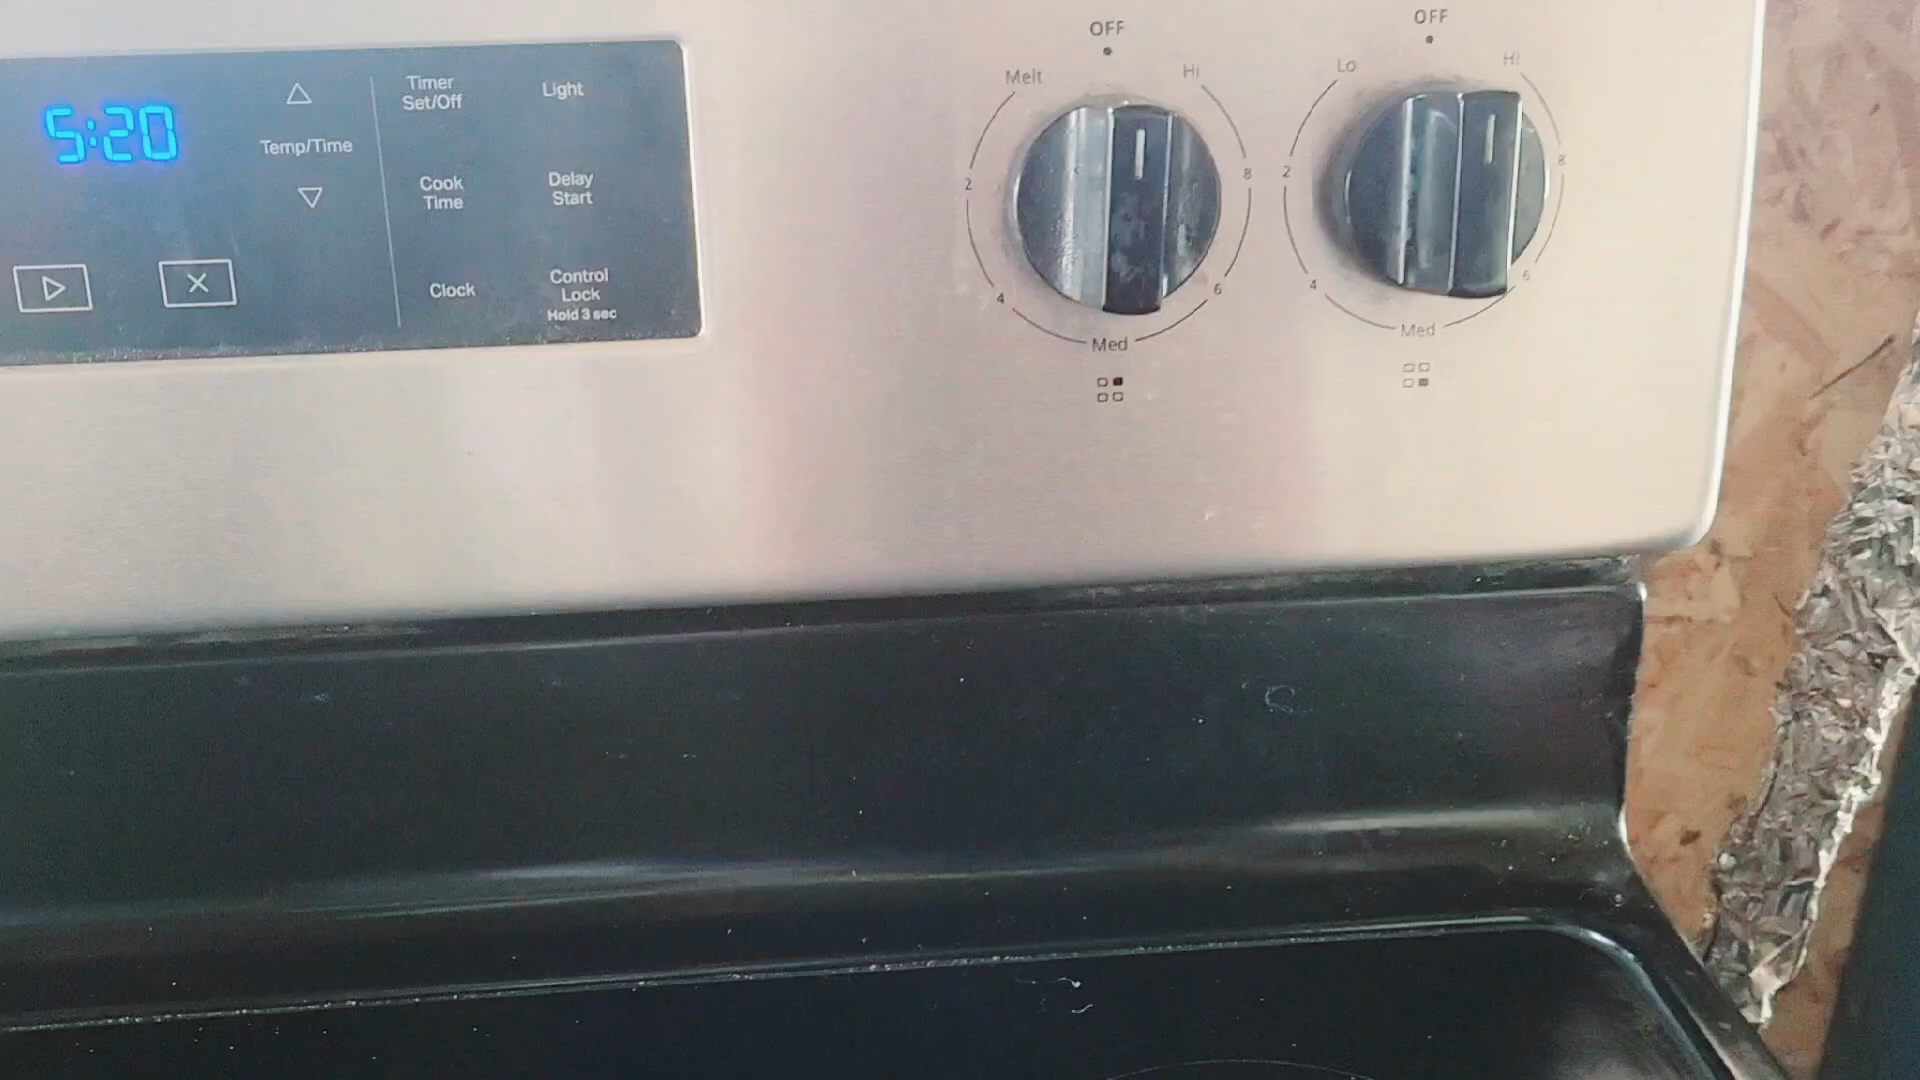 5:20
Temp/Time
Timer
Set/Off
Light
Cook
Time
Delay
Start
Clock
Control
Lock
Hold 3 sec
OFF
Melt
Hi
2
8
4
6
Med
OFF
Lo
Hi
2
8
4
6
Med